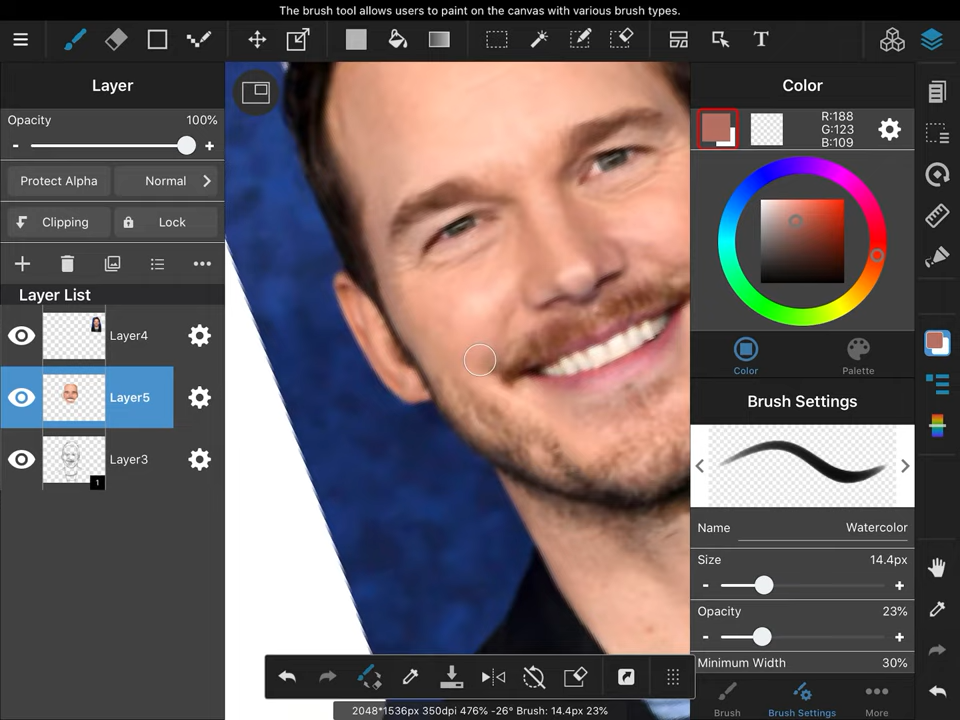 The brush tool allows users to paint on the canvas with various brush types.
T
Layer
Opacity 100%
- +
Protect Alpha Normal
Clipping Lock
Layer List
Layer4
Layer5
Layer3
1
Color
R:188
G:123
B:109
Color Palette
Brush Settings
Name Watercolor
Size 14.4px
- +
Opacity 23%
- +
Minimum Width 30%
Brush Brush Settings More
2048*1536px 350dpi 476% -26° Brush: 14.4px 23%